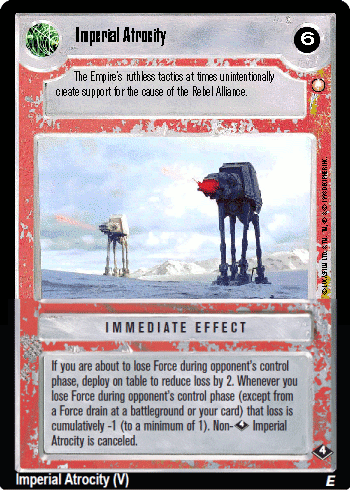 Imperial Atrocity
6
The Empire's ruthless tactics at times unintentionally
create support for the cause of the Rebel Alliance.
IMMEDIATE EFFECT
If you are about to lose Force during opponent's control
phase, deploy on table to reduce loss by 2. Whenever you
lose Force during opponent's control phase (except from
a Force drain at a battleground or your card) that loss is
cumulatively -1 (to a minimum of 1). Non- Imperial
Atrocity is canceled.
4
Imperial Atrocity (V)
E